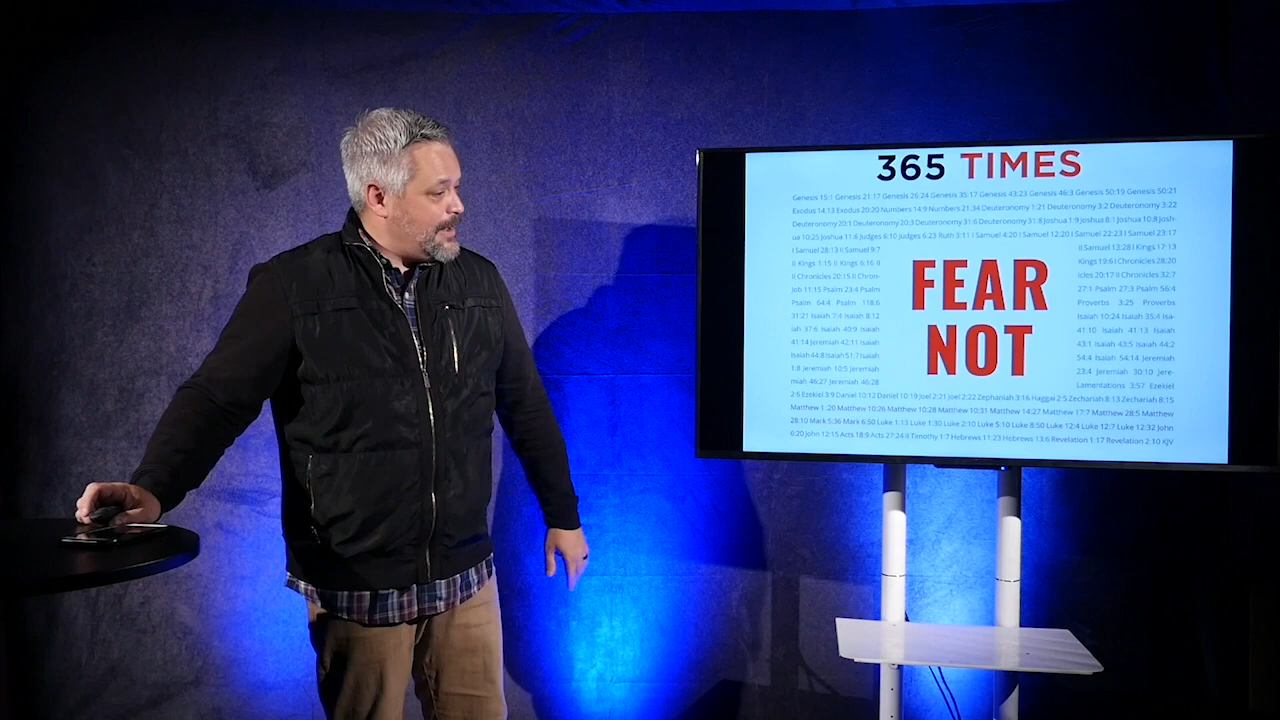 365 TIMES
Genesis 15:1 Genesis 21:17 Genesis 26:24 Genesis 35:17 Genesis 43:23 Genesis 46:3 Genesis 50:19 Genesis 50:21
Exodus 14:13 Exodus 20:20 Numbers 14:9 Numbers 21:34 Deuteronomy 1:21 Deuteronomy 3:2 Deuteronomy 3:22
Deuteronomy 20:1 Deuteronomy 20:3 Deuteronomy 31:6 Deuteronomy 31:8 Joshua 1:9 Joshua 8:1 Joshua 10:8 Josh-
ua 10:25 Joshua 11:6 Judges 6:10 Judges 6:23 Ruth 3:11 I Samuel 4:20 I Samuel 12:20 I Samuel 22:23 I Samuel 23:17
I Samuel 28:13 II Samuel 9:7 II Samuel 13:28 I Kings 17:13
II Kings 1:15 II Kings 6:16 II Kings 19:6 I Chronicles 28:20
II Chronicles 20:15 II Chron- icles 20:17 II Chronicles 32:7
Job 11:15 Psalm 23:4 Psalm 27:1 Psalm 27:3 Psalm 56:4
Psalm 64:4 Psalm 118:6 Proverbs 3:25 Proverbs
31:21 Isaiah 7:4 Isaiah 8:12 Isaiah 10:24 Isaiah 35:4 Isa-
iah 37:6 Isaiah 40:9 Isaiah 41:10 Isaiah 41:13 Isaiah
41:14 Jeremiah 42:11 Isaiah 43:1 Isaiah 43:5 Isaiah 44:2
Isaiah 44:8 Isaiah 51:7 Isaiah 54:4 Isaiah 54:14 Jeremiah
1:8 Jeremiah 10:5 Jeremiah 23:4 Jeremiah 30:10 Jere-
miah 46:27 Jeremiah 46:28 Lamentations 3:57 Ezekiel
FEAR
NOT
2:6 Ezekiel 3:9 Daniel 10:12 Daniel 10:19 Joel 2:21 Joel 2:22 Zephaniah 3:16 Haggai 2:5 Zechariah 8:13 Zechariah 8:15
Matthew 1:20 Matthew 10:26 Matthew 10:28 Matthew 10:31 Matthew 14:27 Matthew 17:7 Matthew 28:5 Matthew
28:10 Mark 5:36 Mark 6:50 Luke 1:13 Luke 1:30 Luke 2:10 Luke 5:10 Luke 8:50 Luke 12:4 Luke 12:7 Luke 12:32 John
6:20 John 12:15 Acts 18:9 Acts 27:24 II Timothy 1:7 Hebrews 11:23 Hebrews 13:6 Revelation 1:17 Revelation 2:10 KJV